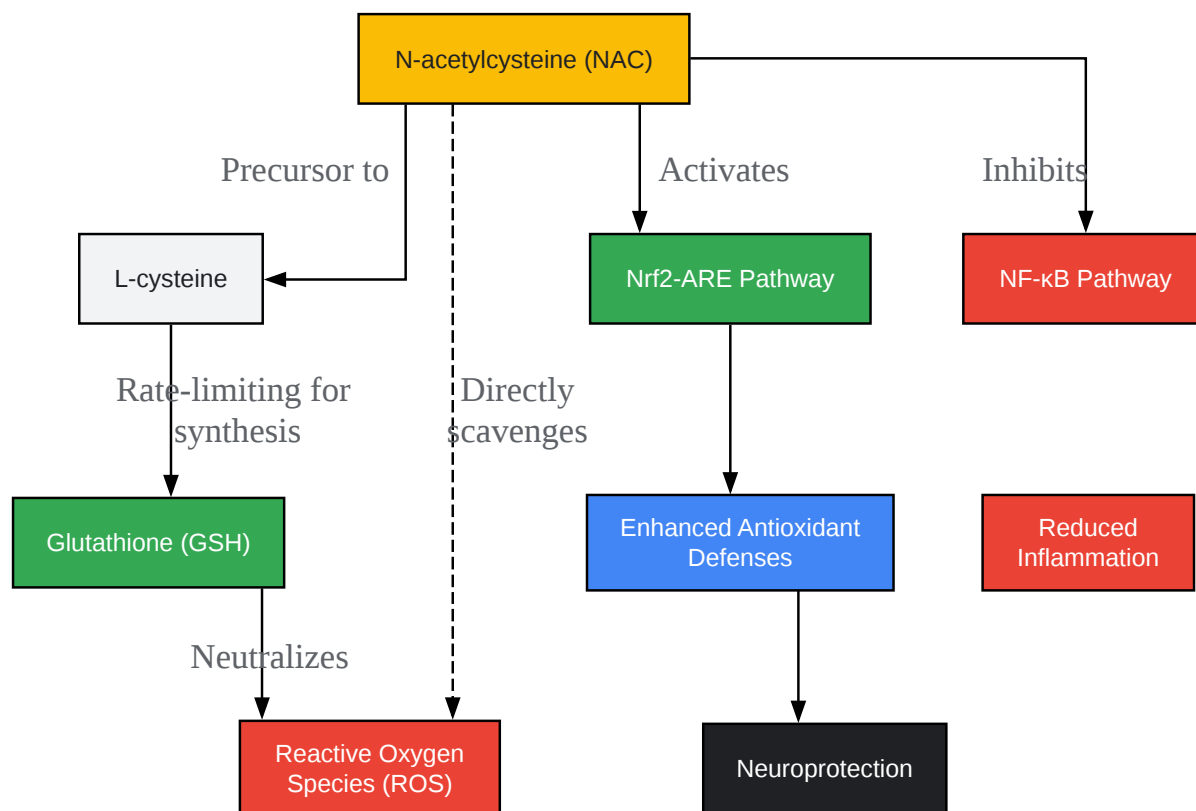 N-acetylcysteine (NAC)
Precursor to
Activates
Inhibits
L-cysteine
Nrf2-ARE Pathway
NF-κB Pathway
Rate-limiting for
synthesis
Directly
scavenges
Glutathione (GSH)
Enhanced Antioxidant
Defenses
Reduced
Inflammation
Neutralizes
Reactive Oxygen
Species (ROS)
Neuroprotection